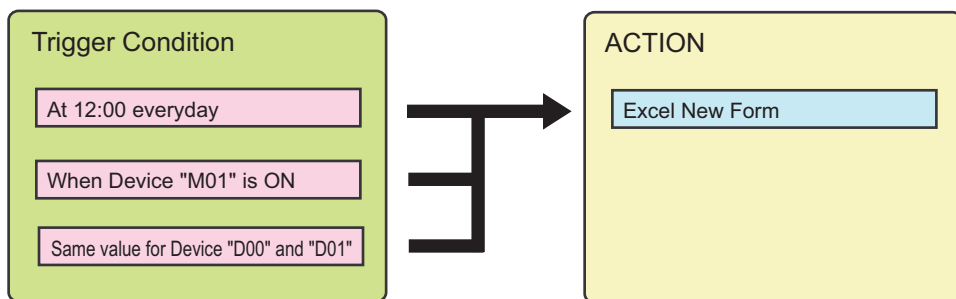 Trigger Condition
At 12:00 everyday
When Device "M01" is ON
Same value for Device "D00" and "D01"
ACTION
Excel New Form